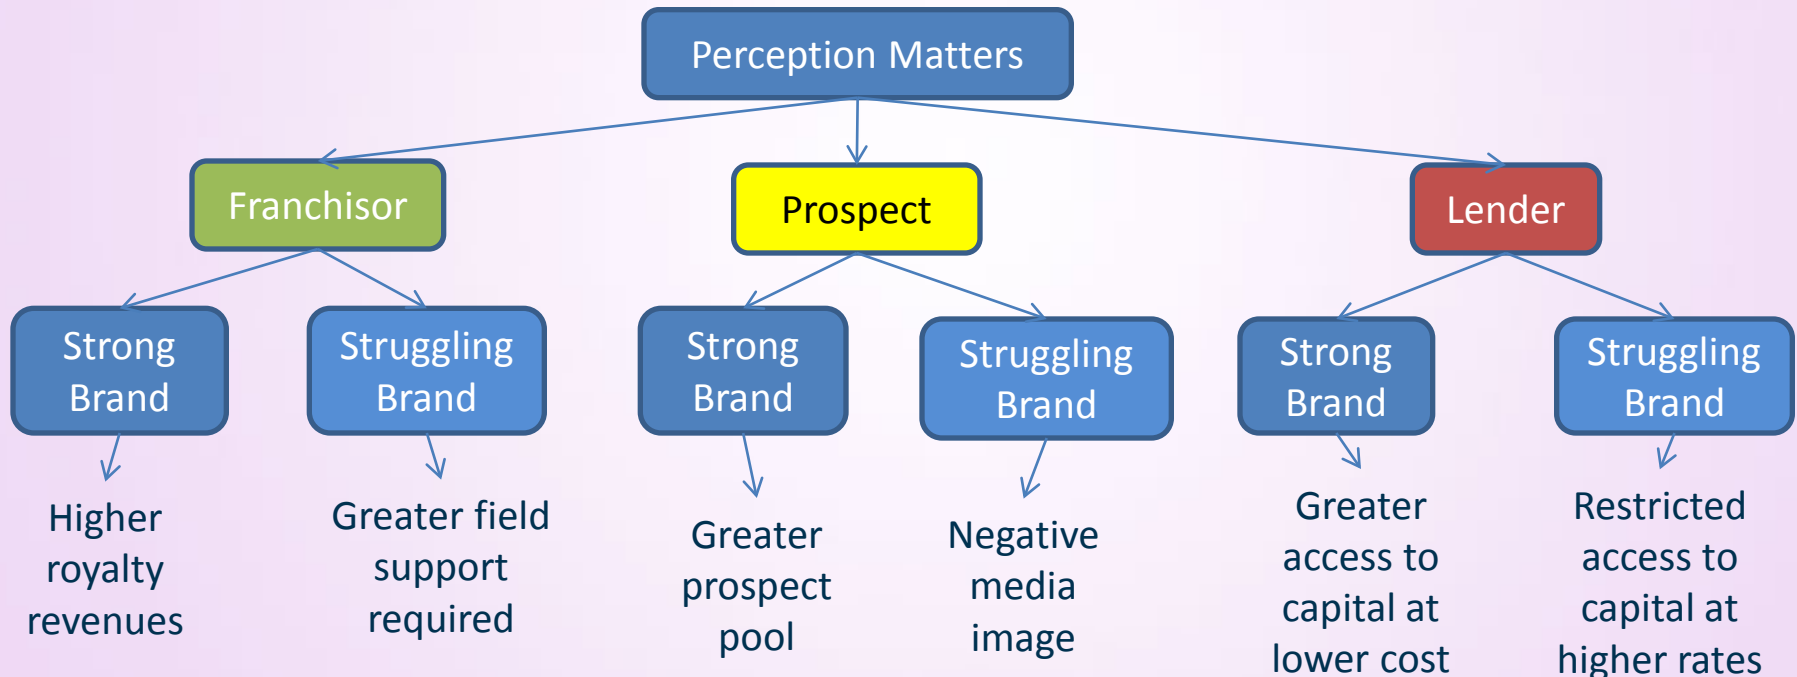 Perception Matters
Franchisor
Prospect
Lender
Strong
Brand
Struggling
Brand
Strong
Brand
Struggling
Brand
Strong
Brand
Struggling
Brand
Higher
royalty
revenues
Greater field
support
required
Greater
prospect
pool
Negative
media
image
Greater
access to
capital at
lower cost
Restricted
access to
capital at
higher rates